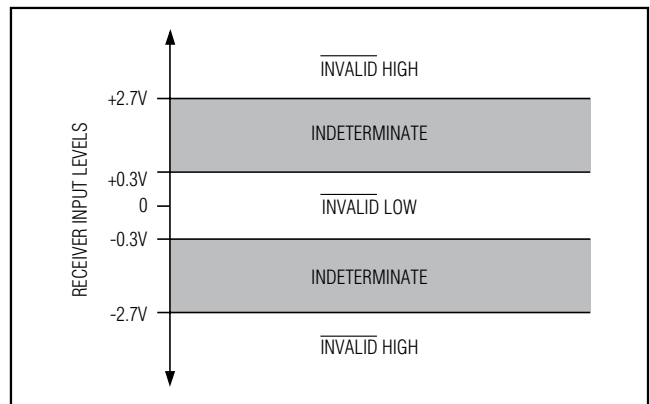 INVALID HIGH
+2.7V
INDETERMINATE
+0.3V
0
INVALID LOW
-0.3V
INDETERMINATE
-2.7V
INVALID HIGH
RECEIVER INPUT LEVELS